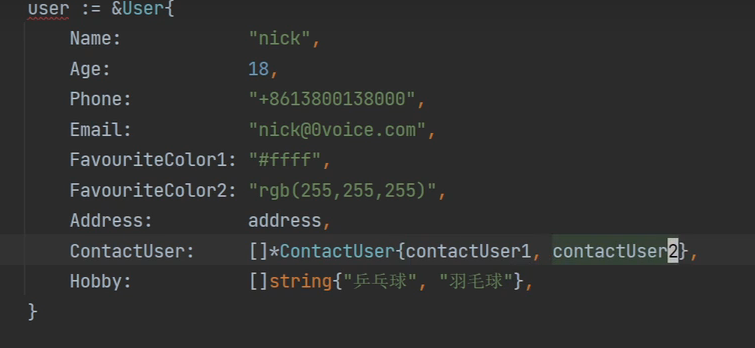 user := &User{
Name: "nick",
Age: 18,
Phone: "+8613800138000",
Email: "nick@0voice.com",
FavouriteColor1: "#ffff",
FavouriteColor2: "rgb(255,255,255)",
Address: address,
ContactUser: []*ContactUser{contactUser1, contactUser2},
Hobby: []string{"乒乓球", "羽毛球"},
}